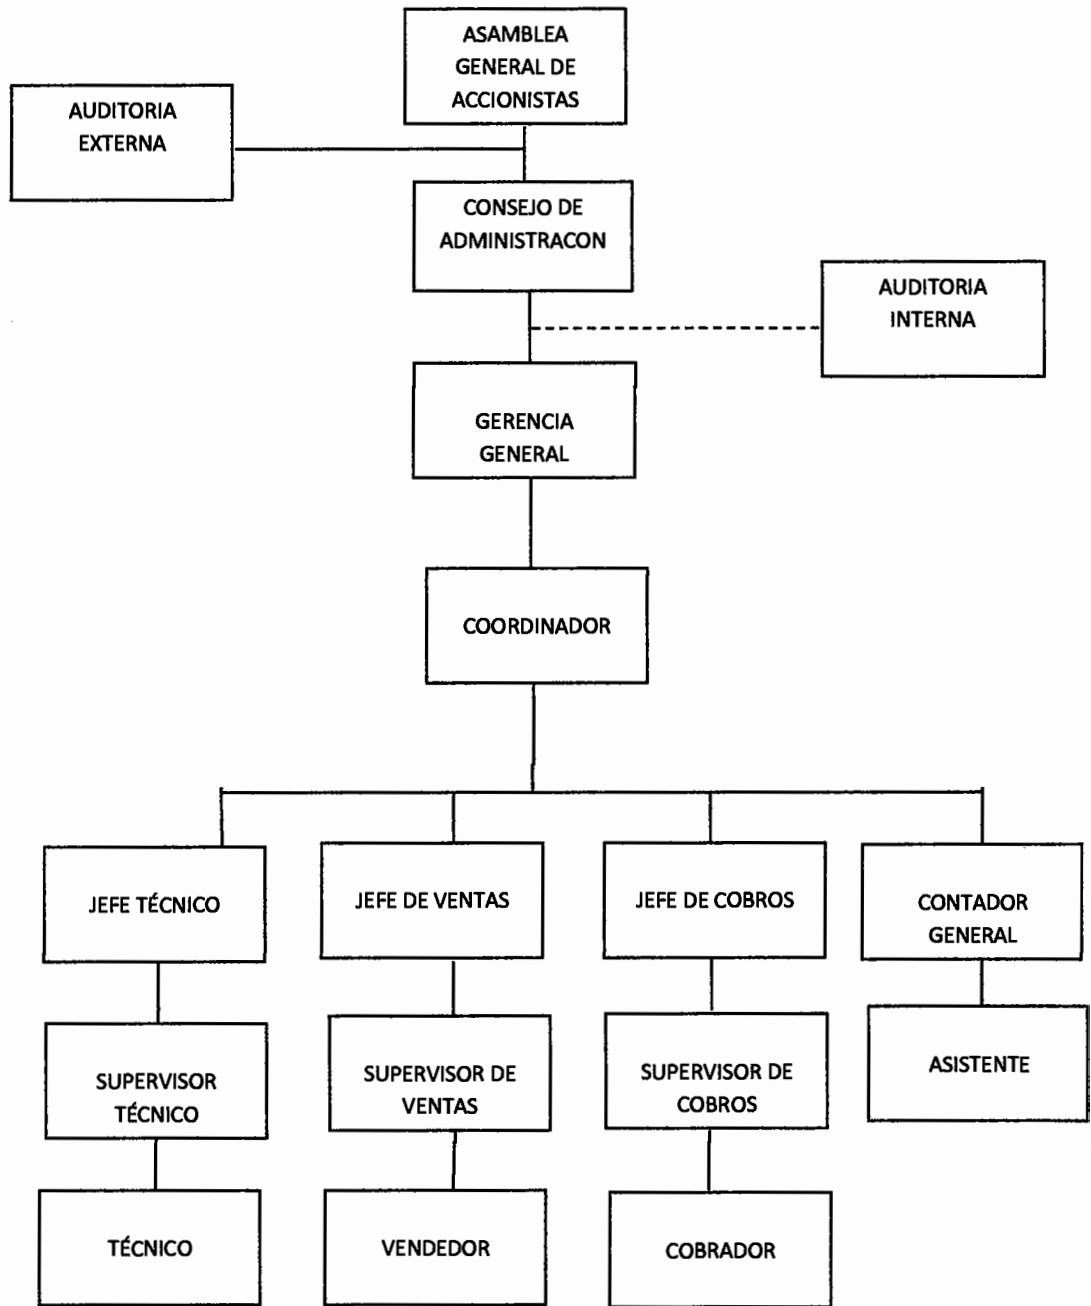 ASAMBLEA
GENERAL DE
ACCIONISTAS
AUDITORIA
EXTERNA
CONSEJO DE
ADMINISTRACON
AUDITORIA
INTERNA
GERENCIA
GENERAL
COORDINADOR
JEFE TÉCNICO
JEFE DE VENTAS
JEFE DE COBROS
CONTADOR
GENERAL
SUPERVISOR
TÉCNICO
SUPERVISOR DE
VENTAS
SUPERVISOR DE
COBROS
ASISTENTE
TÉCNICO
VENDEDOR
COBRADOR